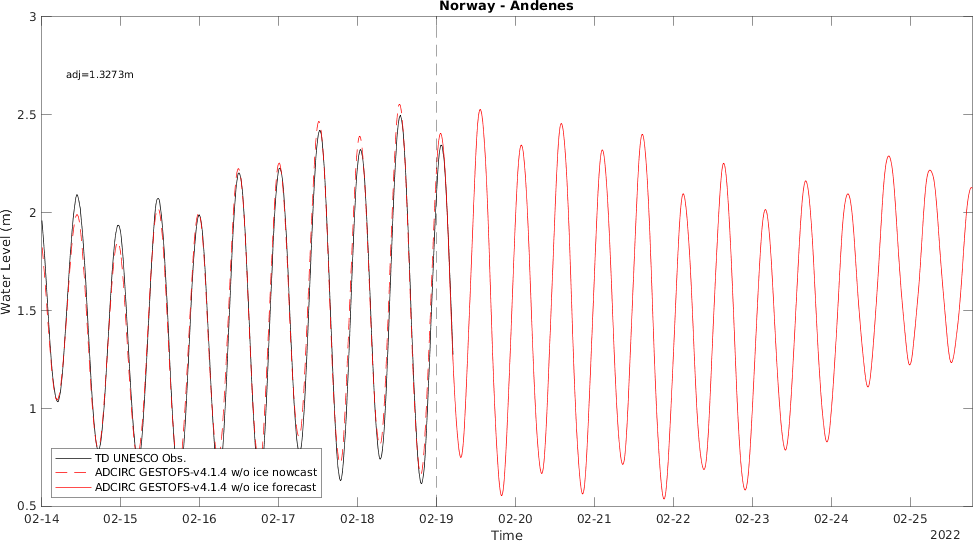 Norway - Andenes
3
adj=1.3273m
2.5
2
Water Level (m)
1.5
1
TD UNESCO Obs.
ADCIRC GESTOFS-v4.1.4 w/o ice nowcast
ADCIRC GESTOFS-v4.1.4 w/o ice forecast
0.5
02-14 02-15 02-16 02-17 02-18 02-19 02-20 02-21 02-22 02-23 02-24 02-25
Time
2022